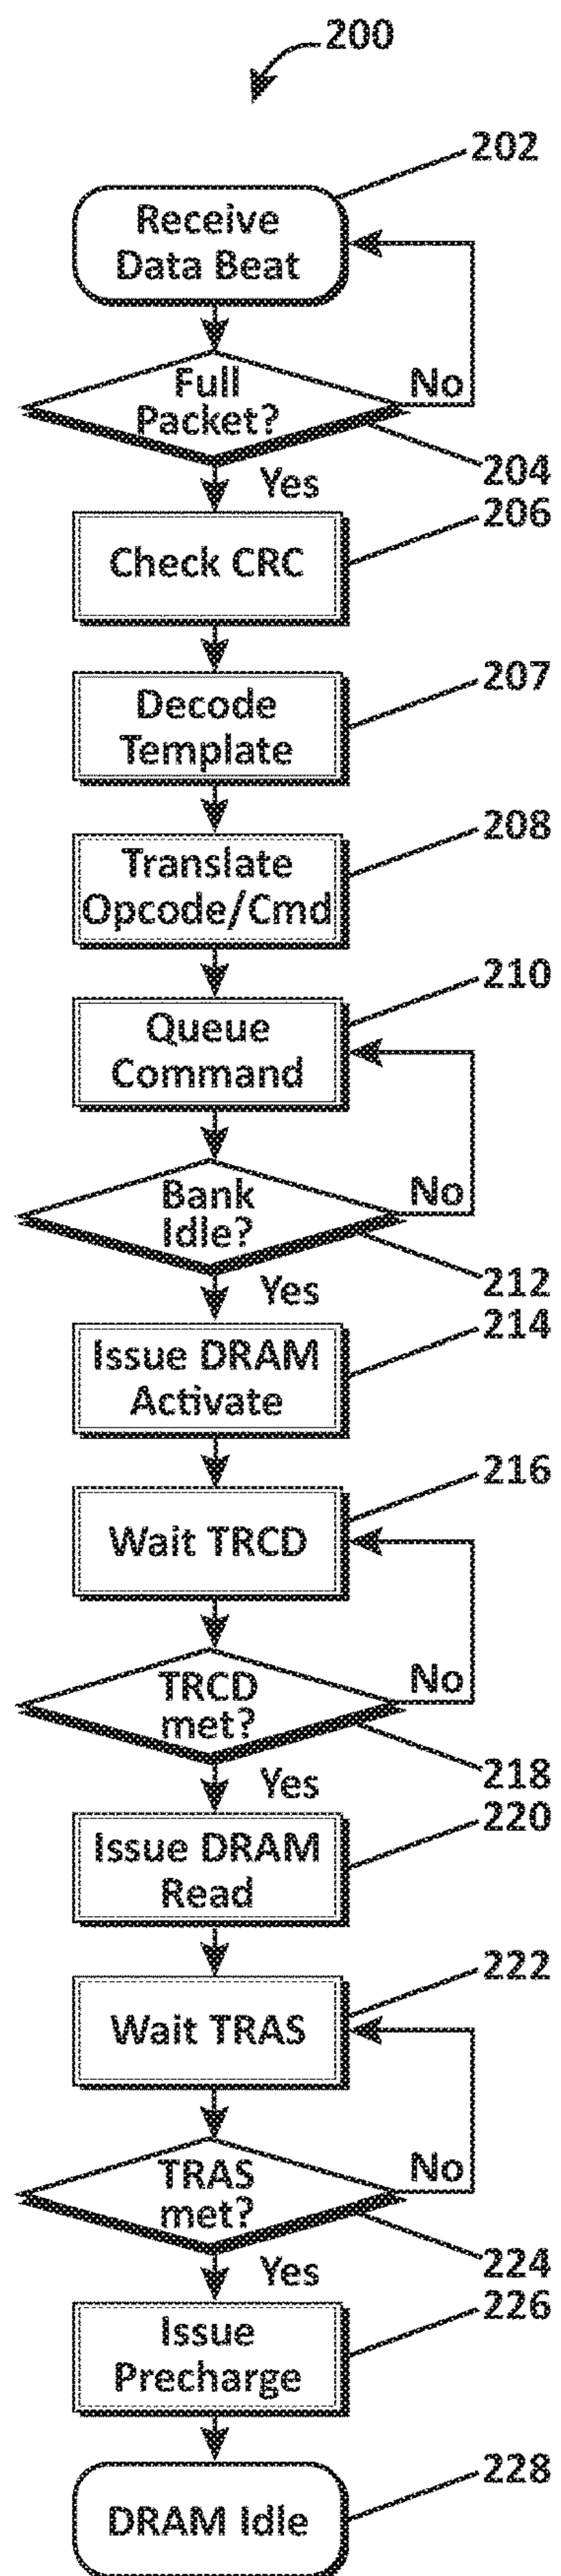 200
202
Receive
Data Beat
Full
Packet?
No
204
Yes
206
Check CRC
207
Decode
Template
208
Translate
Opcode/Cmd
210
Queue
Command
Bank
Idle?
No
212
Yes
214
Issue DRAM
Activate
216
Wait TRCD
TRCD
met?
No
218
Yes
220
Issue DRAM
Read
222
Wait TRAS
TRAS
met?
No
224
Yes
226
Issue
Precharge
228
DRAM Idle